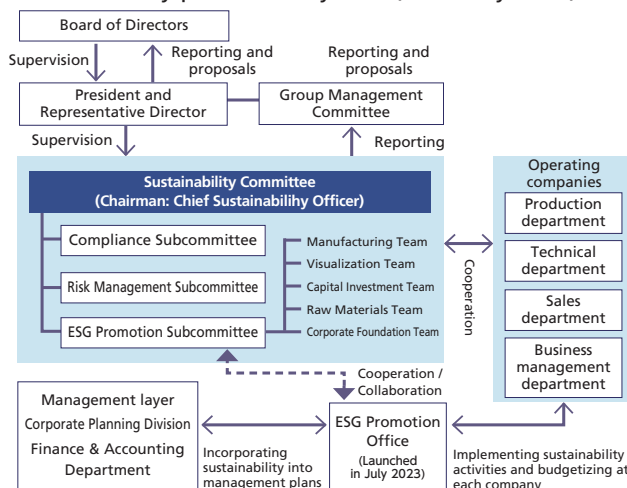 Board of Directors
Supervision
Reporting and
proposals
Reporting and
proposals
President and
Representative Director
Group Management
Committee
Supervision
Reporting
Sustainability Committee
(Chairman: Chief Sustainabilihy Officer)
Compliance Subcommittee
Risk Management Subcommittee
ESG Promotion Subcommittee
Manufacturing Team
Visualization Team
Capital Investment Team
Raw Materials Team
Corporate Foundation Team
Cooperation
Operating
companies
Production
department
Technical
department
Sales
department
Business
management
department
Cooperation /
Collaboration
Management layer
Corporate Planning Division
Finance & Accounting
Department
Incorporating
sustainability into
management plans
ESG Promotion
Office
(Launched
in July 2023)
Implementing sustainability
activities and budgetizing at
each company